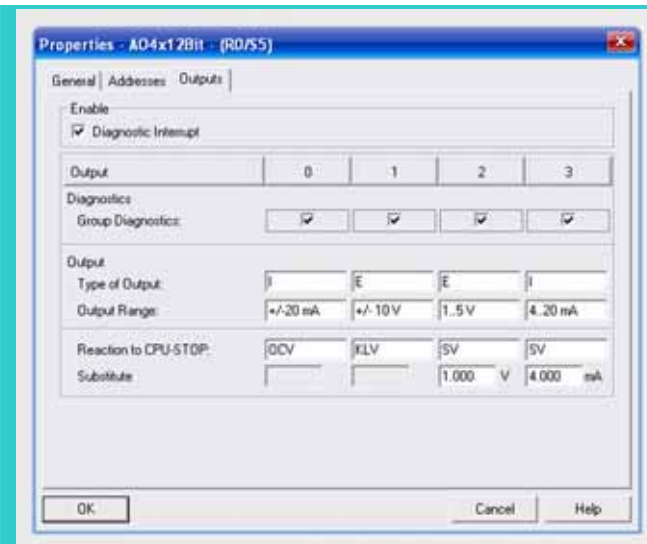 Properties - AO4x12Bit - (R0/S5)
General Addresses Outputs
Enable
Diagnostic Interrupt
Output 0 1 2 3
Diagnostics
Group Diagnostics:
Output
Type of Output: I E E I
Output Range: +/-20 mA +/- 10 V 1..5 V 4..20 mA
Reaction to CPU-STOP: OCV KLV SV SV
Substitute 1.000 V 4.000 mA
OK Cancel Help